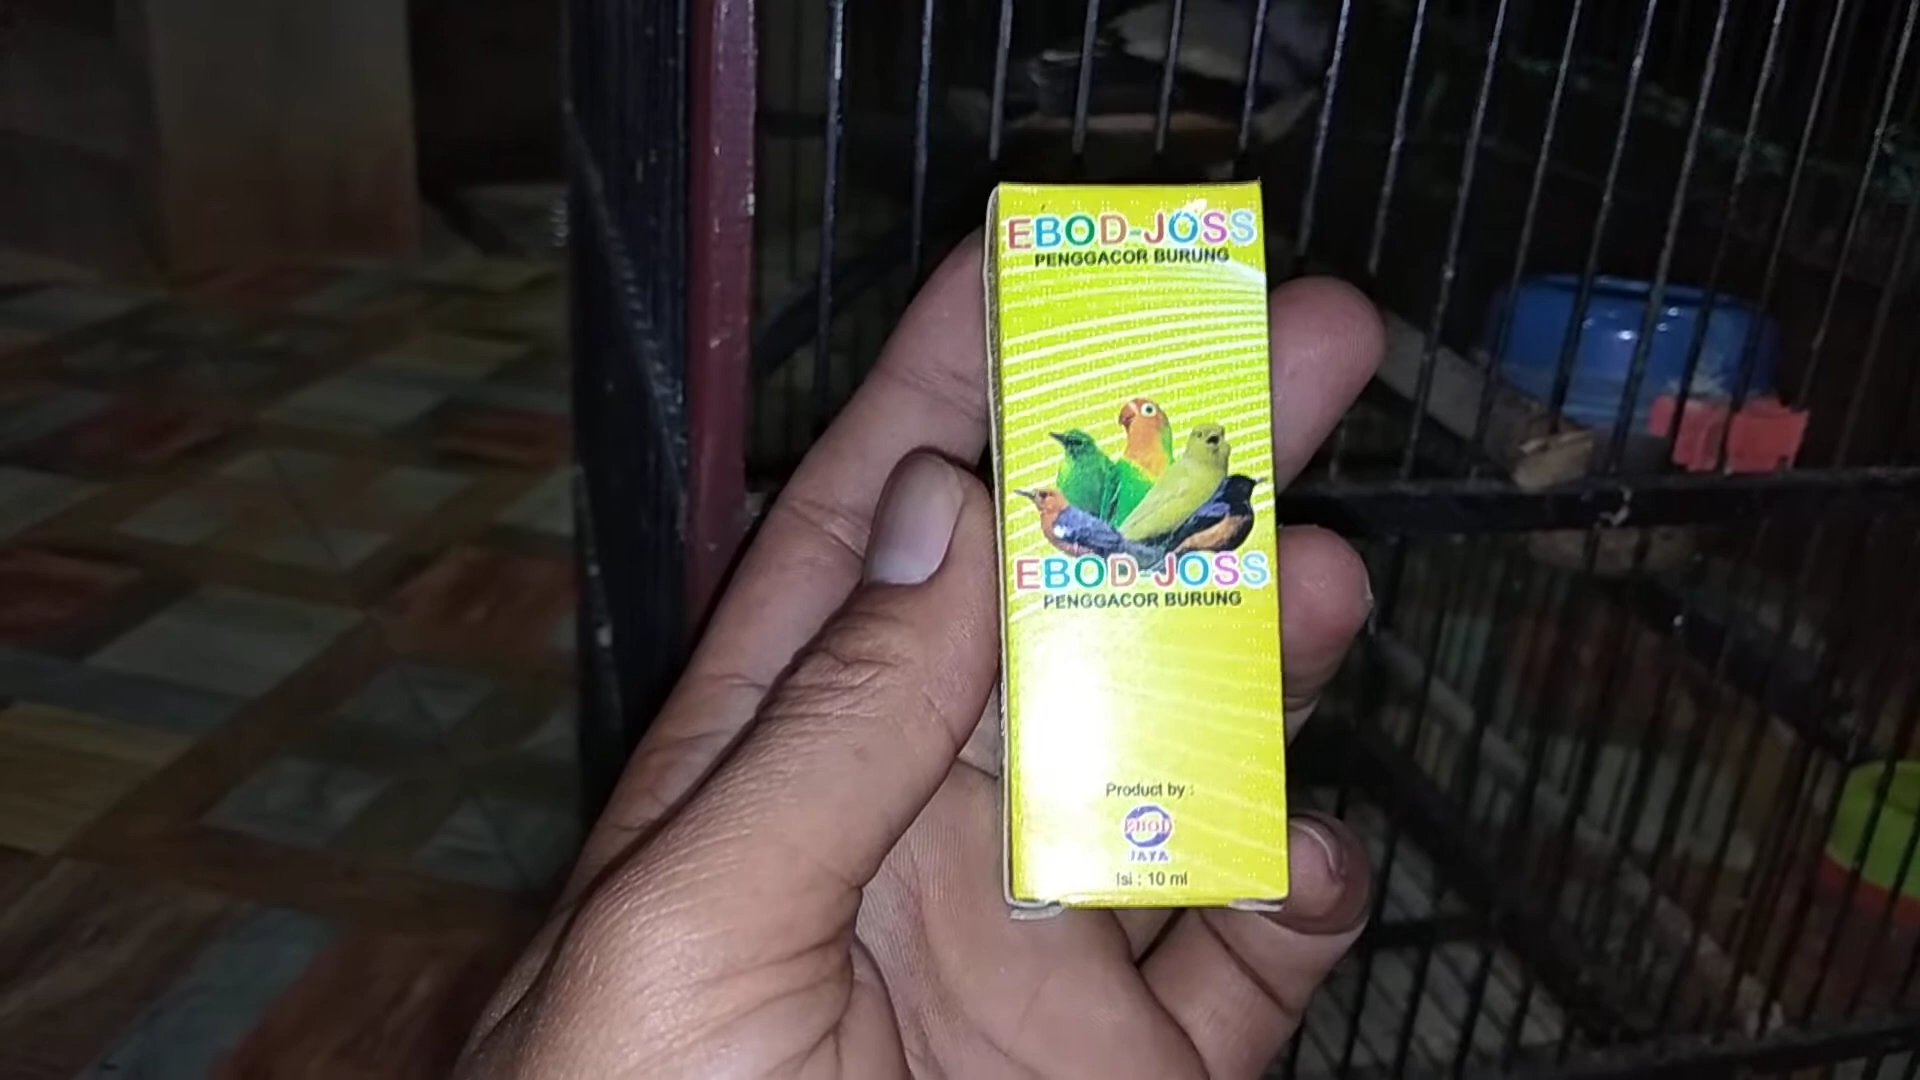 EBOD-JOSS
PENGGACOR BURUNG
EBOD-JOSS
PENGGACOR BURUNG
Product by :
EBOD
JAYA
Isi : 10 ml